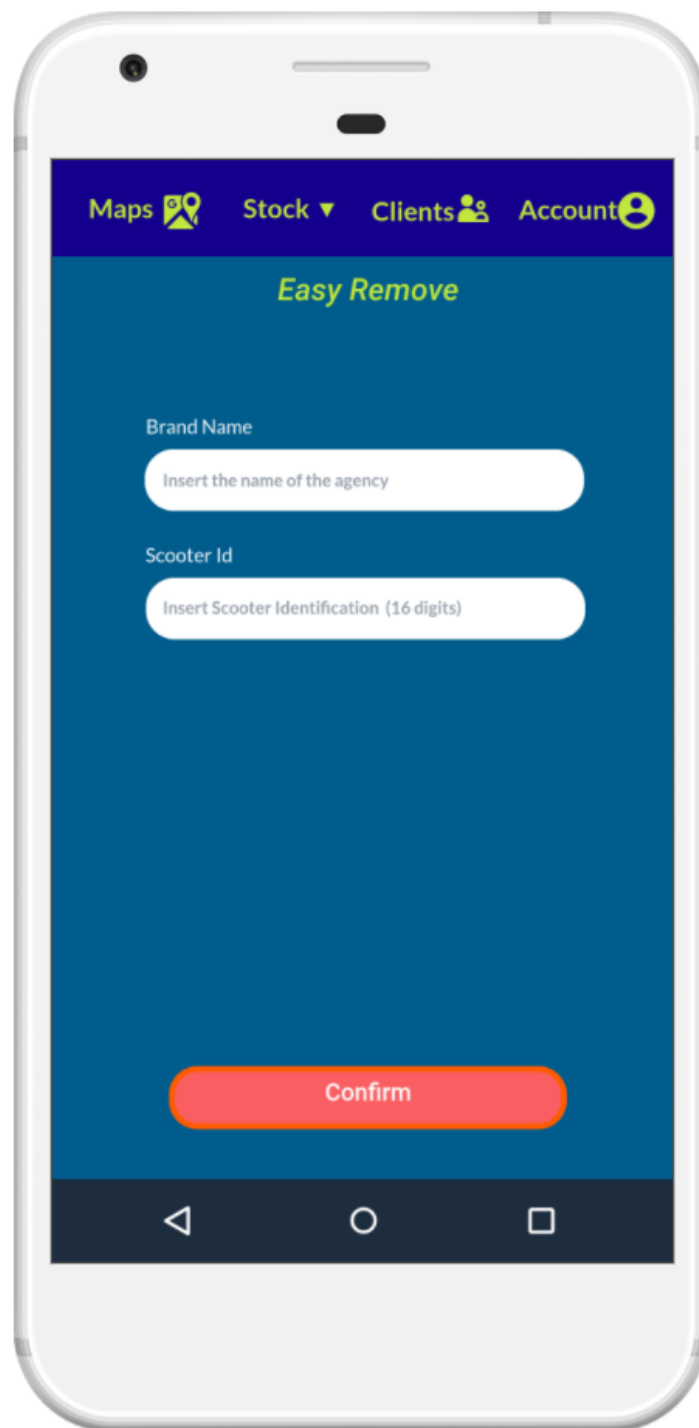 Maps Stock ▼ Clients Account
Easy Remove
Brand Name
Insert the name of the agency
Scooter Id
Insert Scooter Identification (16 digits)
Confirm